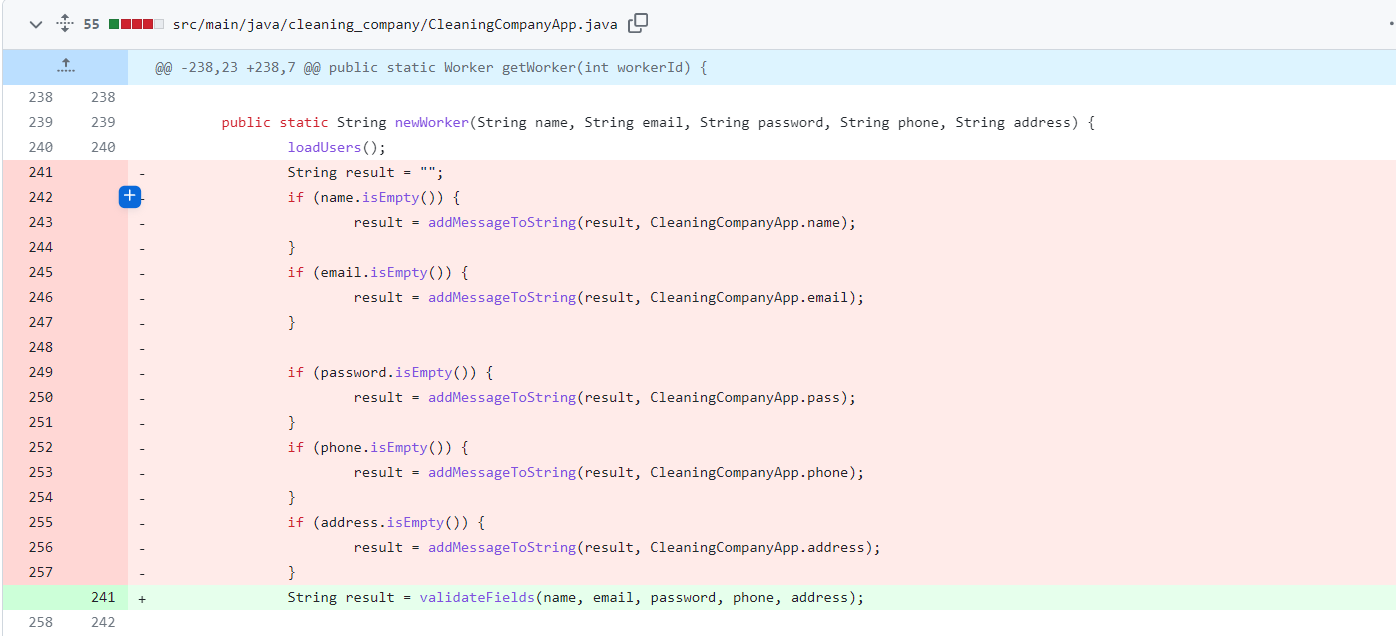 55 src/main/java/cleaning_company/CleaningCompanyApp.java
@@ -238,23 +238,7 @@ public static Worker getWorker(int workerId) {
238 238
239 239 public static String newWorker(String name, String email, String password, String phone, String address) {
240 240 loadUsers();
241 - String result = "";
242 + - if (name.isEmpty()) {
243 - result = addMessageToString(result, CleaningCompanyApp.name);
244 - }
245 - if (email.isEmpty()) {
246 - result = addMessageToString(result, CleaningCompanyApp.email);
247 - }
248 -
249 - if (password.isEmpty()) {
250 - result = addMessageToString(result, CleaningCompanyApp.pass);
251 - }
252 - if (phone.isEmpty()) {
253 - result = addMessageToString(result, CleaningCompanyApp.phone);
254 - }
255 - if (address.isEmpty()) {
256 - result = addMessageToString(result, CleaningCompanyApp.address);
257 - }
241 + String result = validateFields(name, email, password, phone, address);
258 242